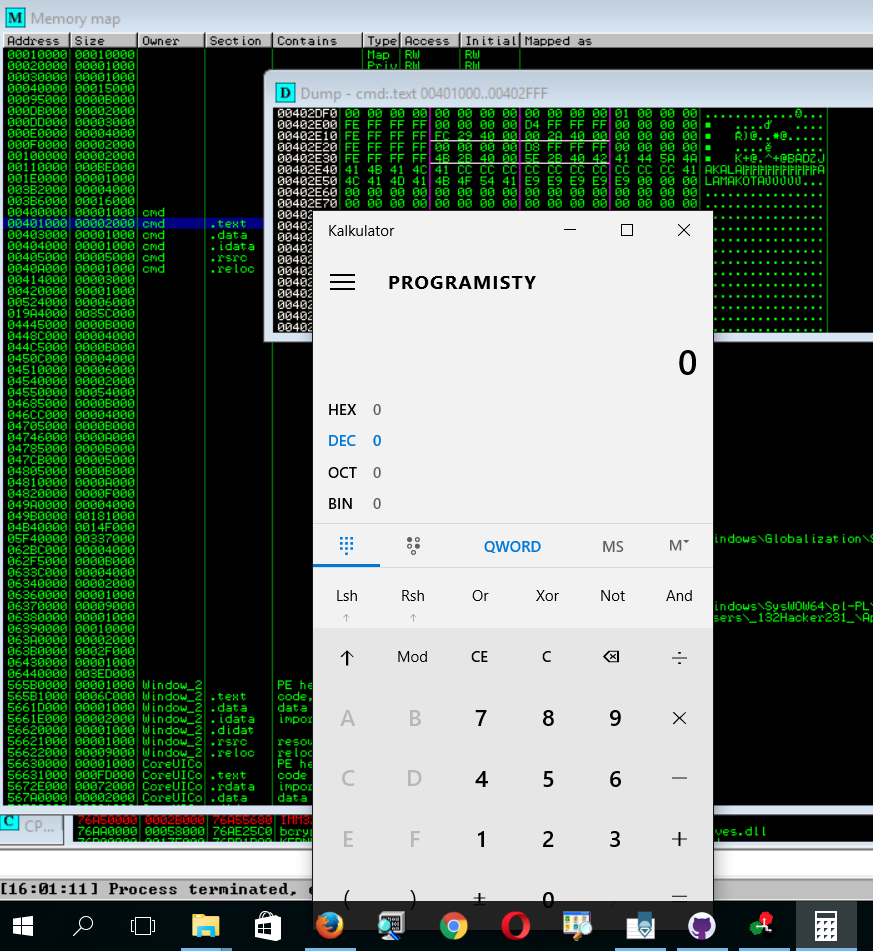 M Memory map
Address Size Owner Section Contains Type Access Initial Mapped as
00010000 00010000 Map RW RW
00020000 00010000 Priv RW RW
00030000 00001000
00040000 00015000
00095000 0000B000
000DD000 00003000
000E0000 00004000
000F0000 00002000
00100000 00002000
00110000 000BE000
001E0000 00001000
003B2000 00004000
003B6000 00016000
00400000 00001000 cmd
00401000 00002000 cmd .text
00403000 00001000 cmd .data
00404000 00001000 cmd .idata
00405000 00005000 cmd .rsrc
0040A000 00001000 cmd .reloc
00414000 00003000
00420000 00001000
00524000 00006000
019A4000 0085C000
04445000 0000B000
0448C000 00004000
044C5000 0000B000
0450C000 00004000
04510000 00006000
04540000 00002000
04550000 00054000
04685000 0000B000
046CC000 00004000
04705000 0000B000
04746000 0000A000
04785000 0000B000
047CB000 00005000
04805000 0000B000
04810000 0000A000
04820000 0000F000
049A0000 00004000
049B0000 00181000
04B40000 0014F000
05F40000 00337000
062BC000 00004000
062F5000 0000B000
0633C000 00004000
06340000 00002000
06360000 00001000
06370000 00009000
06380000 00001000
06390000 00010000
063A0000 00002000
063B0000 0002F000
06430000 00001000
06440000 003ED000
565B0000 00001000 Window_2 PE he
565B1000 0006C000 Window_2 .text code,
5661D000 00001000 Window_2 .data data
5661E000 00002000 Window_2 .idata impor
56620000 00001000 Window_2 .didat
56621000 00001000 Window_2 .rsrc resou
56622000 00009000 Window_2 .reloc reloc
56630000 00001000 CoreUICo PE he
56631000 000FD000 CoreUICo .text code
5672E000 00072000 CoreUICo .rdata impor
567A0000 00002000 CoreUICo .data data
D Dump - cmd:.text 00401000..00402FFF
00402DF0 00 00 00 00 00 00 00 00 01 00 00 00 00 00 00 00
00402E00 FE FF FF FF 00 00 00 00 D4 FF FF FF 00 00 00 00
00402E10 FE FF FF FF FC 29 40 00 00 2A 40 00 00 00 00 00
00402E20 FE FF FF FF 00 00 00 00 D8 FF FF FF 00 00 00 00
00402E30 FE FF FF FF 4B 2B 40 00 5E 2B 40 42 41 44 5A 4A
00402E40 41 4B 41 4C 41 CC CC CC CC CC CC CC CC CC CC 41
00402E50 4C 41 4D 41 4B 4F 54 41 E9 E9 E9 E9 E9 00 00 00
00402E60 00 00 00 00 00 00 00 00 00 00 00 00 00 00 00 00
00402E70 00 00 00 00 00 00 00 00 00 00 00 00 00 00 00 00
indows\Globalization\S
indows\SysWOW64\pl-PL\
sers\_132Hacker231_\Ap
Kalkulator
PROGRAMISTY
0
HEX 0
DEC 0
OCT 0
BIN 0
QWORD MS M
Lsh Rsh Or Xor Not And
↑ ↑
↑ Mod CE C ÷
A B 7 8 9 ×
C D 4 5 6 −
E F 1 2 3 +
( ) ± 0
C CP...
76A50000 0002B000 76A55680 IMM3
76AA0000 00058000 76AE25C0 bcryp
ves.dll
[16:01:11] Process terminated,